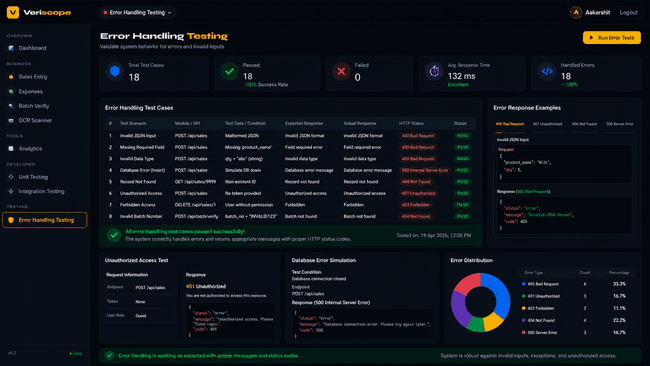 Veriscope
Error Handling Testing
Aakarshit
Logout
OVERVIEW
Dashboard
BUSINESS
Sales Entry
Expenses
Batch Verify
OCR Scanner
TOOLS
Analytics
DEVELOPER
Unit Testing
Integration Testing
TESTING
Error Handling Testing
v4.0
Live
Error Handling Testing
Validate system behavior for errors and invalid inputs
Run Error Tests
Total Test Cases
18
Passed
18
100% Success Rate
Failed
0
Avg. Response Time
132 ms
Excellent
Handled Errors
18
100%
Error Handling Test Cases
# Test Scenario Module / API Test Data / Condition Expected Response Actual Response HTTP Status Status
1 Invalid JSON Input POST /api/sales Malformed JSON Invalid JSON format Invalid JSON format 400 Bad Request PASS
2 Missing Required Field POST /api/sales Missing 'product_name' Field required error Field required error 400 Bad Request PASS
3 Invalid Data Type POST /api/sales qty = "abc" (string) Invalid data type Invalid data type 400 Bad Request PASS
4 Database Error (Insert) POST /api/sales Simulate DB down Database error message Database error message 500 Internal Server Error PASS
5 Record Not Found GET /api/sales/9999 Non-existent ID Record not found Record not found 404 Not Found PASS
6 Unauthorized Access POST /api/sales No token provided Unauthorized access Unauthorized access 401 Unauthorized PASS
7 Forbidden Access DELETE /api/sales/1 User without permission Forbidden Forbidden 403 Forbidden PASS
8 Invalid Batch Number POST /api/batch/verify batch_no = "INVALID123" Batch not found Batch not found 404 Not Found PASS
All error handling test cases passed successfully!
The system correctly handles errors and returns appropriate messages with proper HTTP status codes.
Tested on: 19 Apr 2026, 12:05 PM
Error Response Examples
400 Bad Request 401 Unauthorized 404 Not Found 500 Server Error
Invalid JSON Input
Request
{
"product_name": "Milk",
"qty": 5,
Response (400 Bad Request)
{
"status": "error",
"message": "Invalid JSON format",
"code": 400
}
Unauthorized Access Test
Request Information
Endpoint POST /api/sales
Token None
User Role Guest
Response
401 Unauthorized
You are not authorized to access this resource.
{
"status": "error",
"message": "Unauthorized access. Please
"code": 401
}
Database Error Simulation
Test Condition
Database connection closed
Endpoint
POST /api/sales
Response (500 Internal Server Error)
{
"status": "error",
"message": "Database connection error. Please try again later.",
"code": 500
}
Error Distribution
Error Type Count Percentage
400 Bad Request 6 33.3%
401 Unauthorized 3 16.7%
403 Forbidden 2 11.1%
404 Not Found 4 22.2%
500 Server Error 3 16.7%
Error handling is working as expected with proper messages and status codes.
System is robust against invalid inputs, exceptions, and unauthorized access.